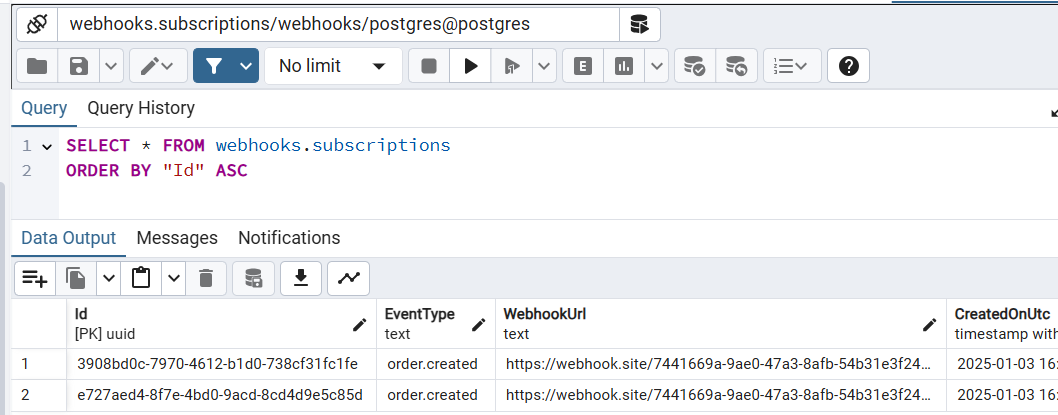 webhooks.subscriptions/webhooks/postgres@postgres
No limit
E
Query Query History
1 SELECT * FROM webhooks.subscriptions
2 ORDER BY "Id" ASC
Data Output Messages Notifications
Id EventType WebhookUrl CreatedOnUtc
[PK] uuid text text timestamp with
1 3908bd0c-7970-4612-b1d0-738cf31fc1fe order.created https://webhook.site/7441669a-9ae0-47a3-8afb-54b31e3f24… 2025-01-03 16:
2 e727aed4-8f7e-4bd0-9acd-8cd4d9e5c85d order.created https://webhook.site/7441669a-9ae0-47a3-8afb-54b31e3f24… 2025-01-03 16: